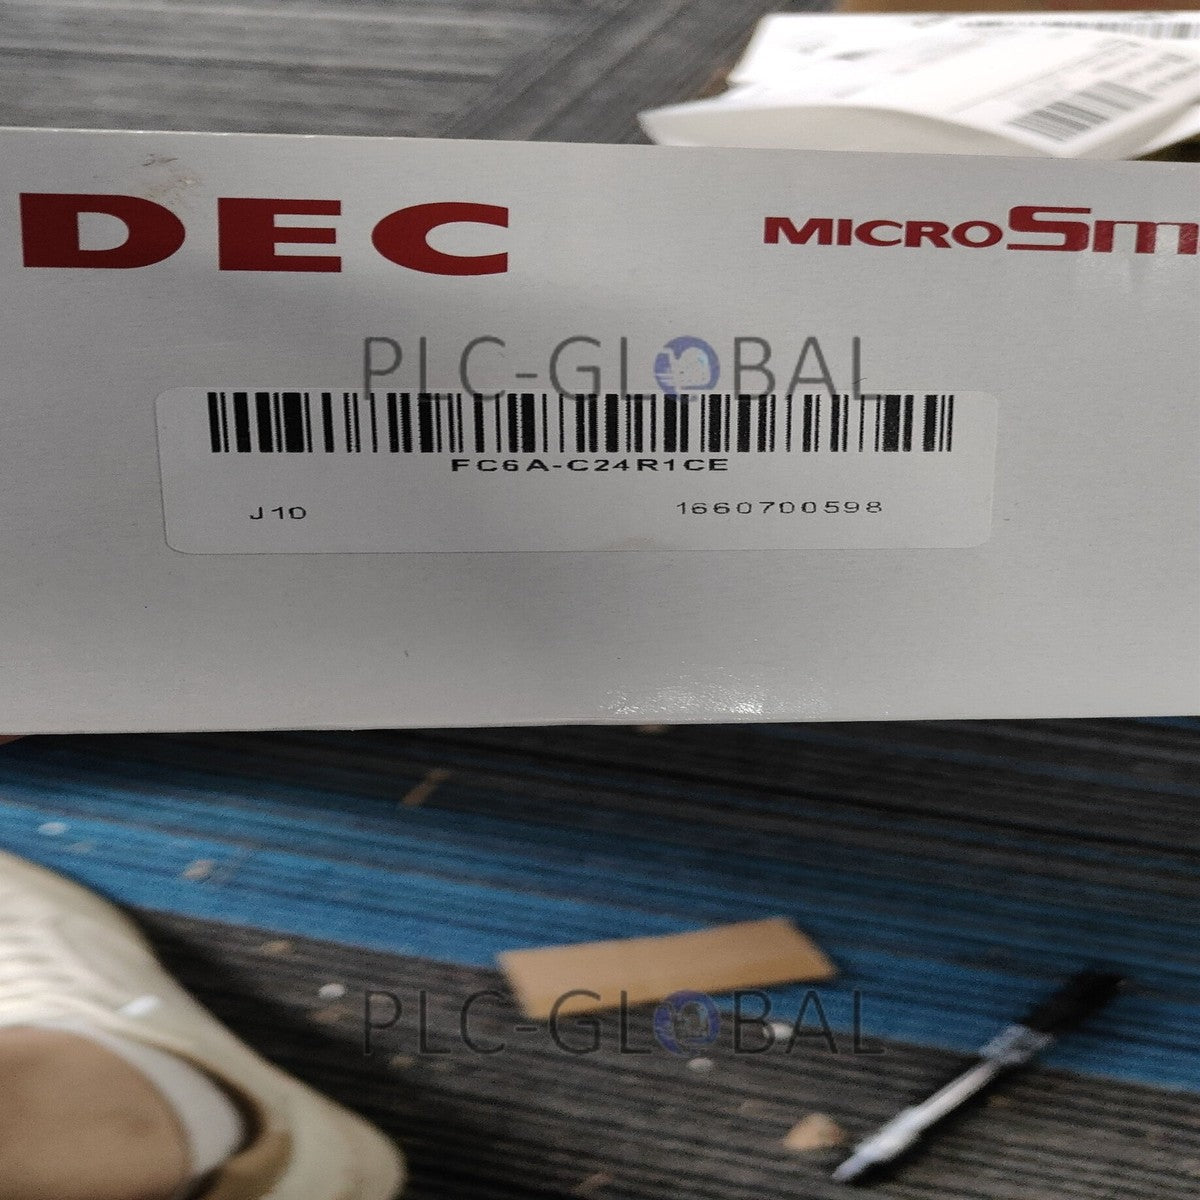 DEC MICROSm
PLC-GLOBAL
FC6A-C24R1CE
J10 1660700598
PLC-GLOBAL